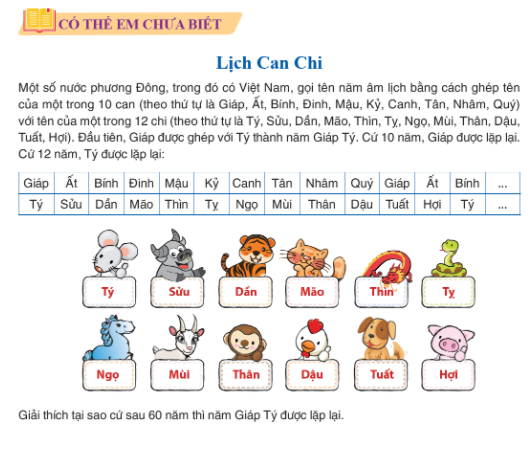 CÓ THỂ EM CHƯA BIẾT
Lịch Can Chi
Một số nước phương Đông, trong đó có Việt Nam, gọi tên năm âm lịch bằng cách ghép tên
của một trong 10 can (theo thứ tự là Giáp, Ất, Bính, Đinh, Mậu, Kỷ, Canh, Tân, Nhâm, Quý)
với tên của một trong 12 chi (theo thứ tự là Tý, Sửu, Dần, Mão, Thìn, Tỵ, Ngọ, Mùi, Thân, Dậu,
Tuất, Hợi). Đầu tiên, Giáp được ghép với Tý thành năm Giáp Tý. Cứ 10 năm, Giáp được lặp lại.
Cứ 12 năm, Tý được lặp lại:
Giáp Ất Bính Đinh Mậu Kỷ Canh Tân Nhâm Quý Giáp Ất Bính ...
Tý Sửu Dần Mão Thìn Tỵ Ngọ Mùi Thân Dậu Tuất Hợi Tý ...
Tý Sửu Dần Mão Thìn Tỵ
Ngọ Mùi Thân Dậu Tuất Hợi
Giải thích tại sao cứ sau 60 năm thì năm Giáp Tý được lặp lại.